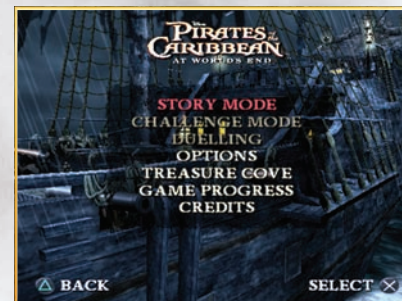 Disney
PIRATES of the
CARIBBEAN
AT WORLD'S END
STORY MODE
CHALLENGE MODE
DUELLING
OPTIONS
TREASURE COVE
GAME PROGRESS
CREDITS
BACK
SELECT